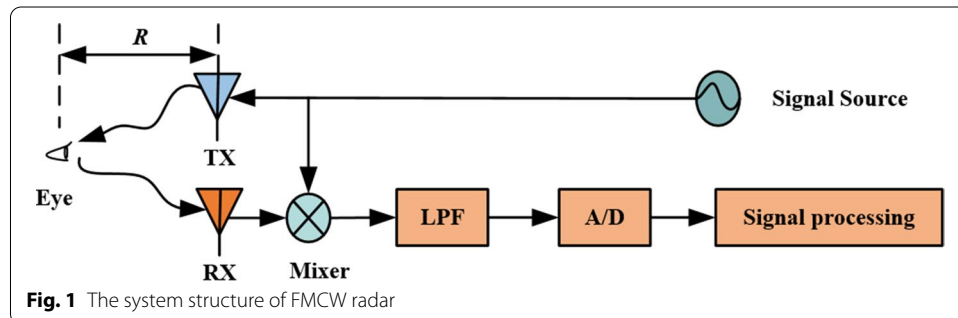 R
Signal Source
TX
Eye
LPF
A/D
Signal processing
RX
Mixer
Fig. 1 The system structure of FMCW radar